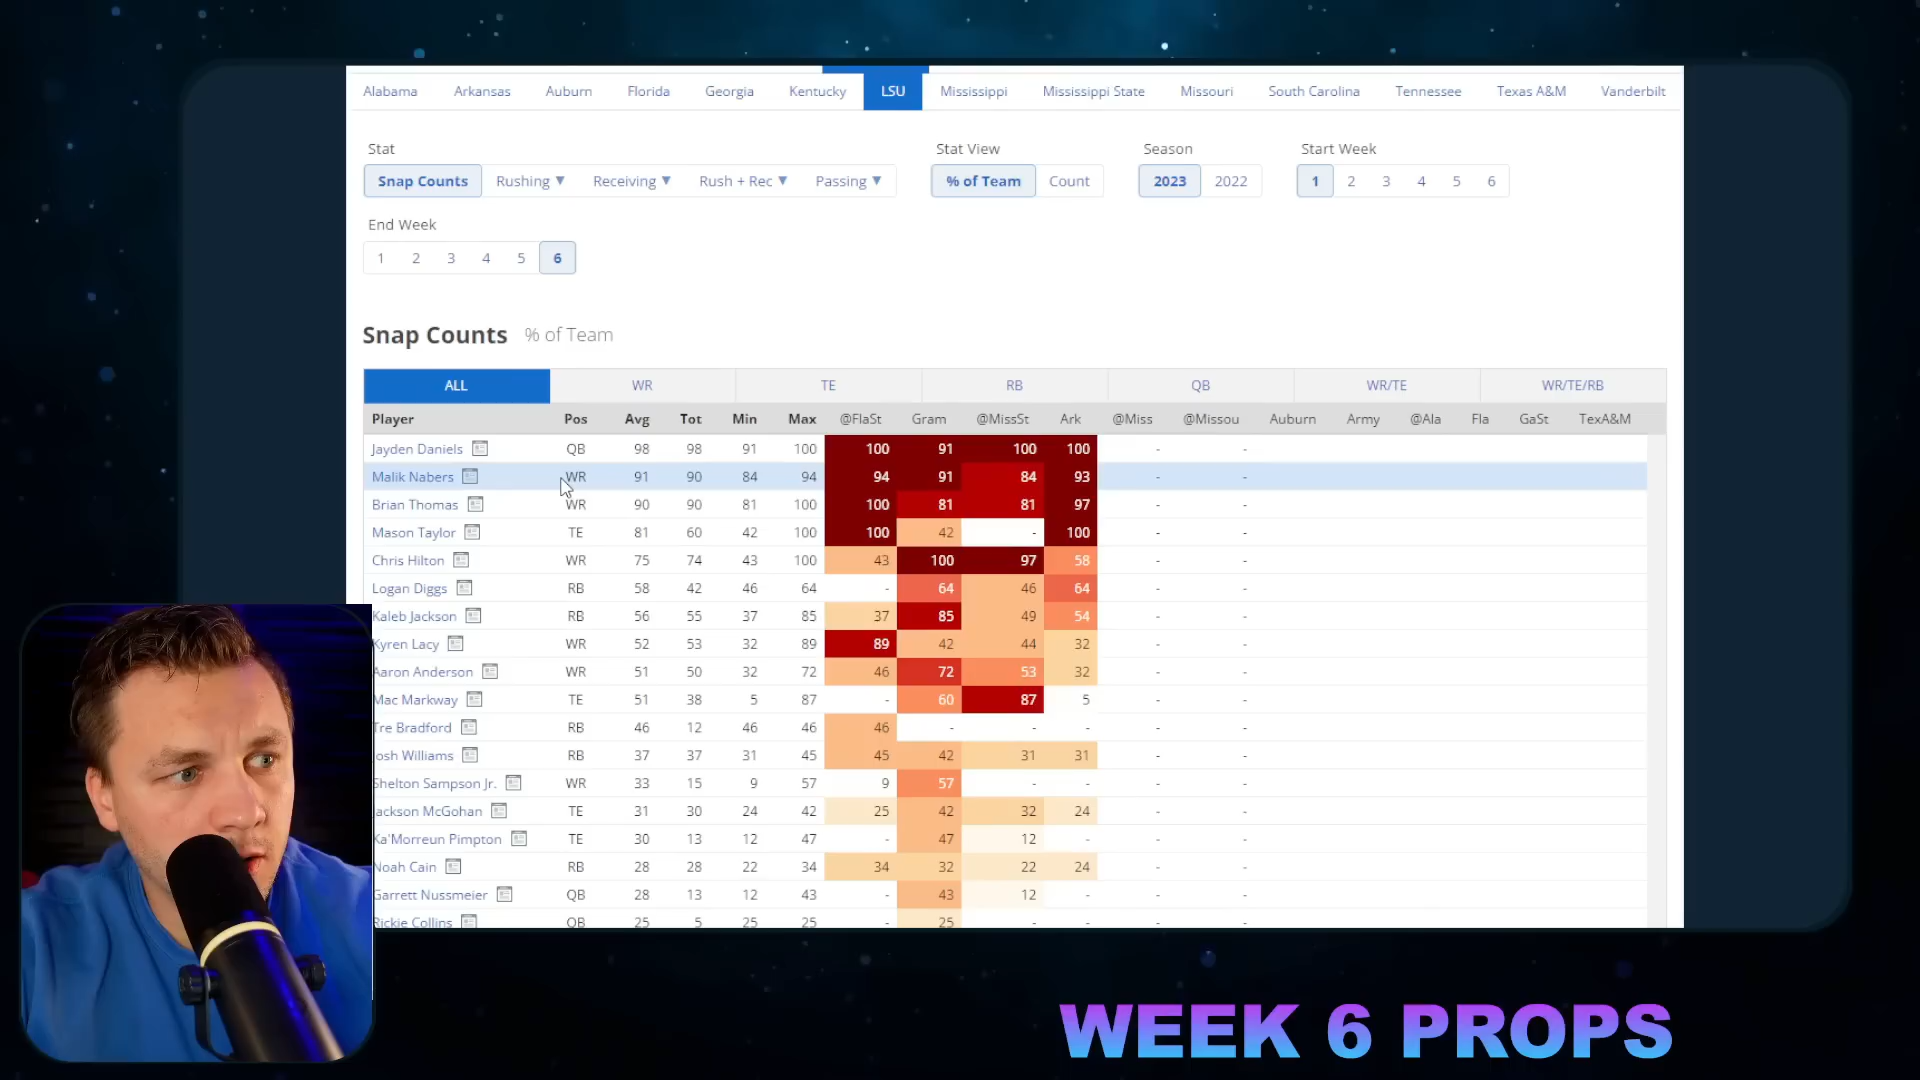 Alabama Arkansas Auburn Florida Georgia Kentucky LSU Mississippi Mississippi State Missouri South Carolina Tennessee Texas A&M Vanderbilt
Stat Stat View Season Start Week
Snap Counts Rushing ▼ Receiving ▼ Rush + Rec ▼ Passing ▼ % of Team Count 2023 2022 1 2 3 4 5 6
End Week
1 2 3 4 5 6
Snap Counts % of Team
ALL WR TE RB QB WR/TE WR/TE/RB
Player Pos Avg Tot Min Max @FlaSt Gram @MissSt Ark @Miss @Missou Auburn Army @Ala Fla GaSt TexA&M
Jayden Daniels QB 98 98 91 100 100 91 100 100 - -
Malik Nabers WR 91 90 84 94 94 91 84 93 - -
Brian Thomas WR 90 90 81 100 100 81 81 97 - -
Mason Taylor TE 81 60 42 100 100 42 - 100 - -
Chris Hilton WR 75 74 43 100 43 100 97 58 - -
Logan Diggs RB 58 42 46 64 - 64 46 64 - -
Kaleb Jackson RB 56 55 37 85 37 85 49 54 - -
Kyren Lacy WR 52 53 32 89 89 42 44 32 - -
Aaron Anderson WR 51 50 32 72 46 72 53 32 - -
Mac Markway TE 51 38 5 87 - 60 87 5 - -
Tre Bradford RB 46 12 46 46 46 - - - - -
osh Williams RB 37 37 31 45 45 42 31 31 - -
Shelton Sampson Jr. WR 33 15 9 57 9 57 - - - -
ackson McGohan TE 31 30 24 42 25 42 32 24 - -
Ka'Morreun Pimpton TE 30 13 12 47 - 47 12 - - -
Noah Cain RB 28 28 22 34 34 32 22 24 - -
Garrett Nussmeier QB 28 13 12 43 - 43 12 - - -
Rickie Collins QB 25 5 25 25 - 25 - - - -
WEEK 6 PROPS